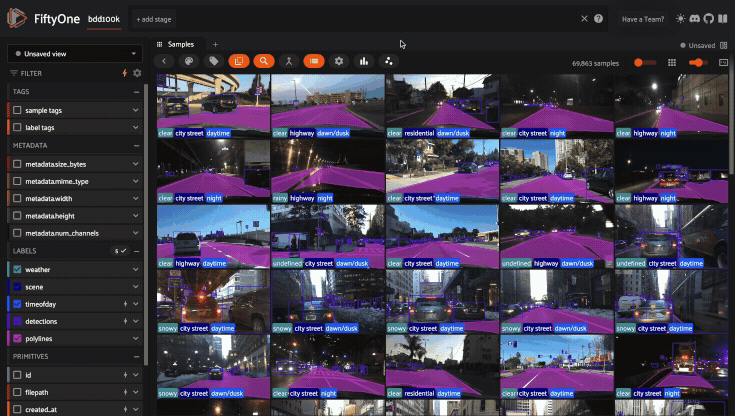 FiftyOne
bdd100k
+ add stage
Have a Team?
Unsaved view
Samples
+
Unsaved
FILTER
69,863 samples
TAGS
sample tags
label tags
METADATA
metadata.size_bytes
metadata.mime_type
metadata.width
metadata.height
metadata.num_channels
LABELS
5
weather
scene
timeofday
detections
polylines
PRIMITIVES
id
filepath
created_at
clear city street daytime
clear highway dawn/dusk
clear residential dawn/dusk
clear city street night
clear highway night
clear city street night
rainy highway night
clear city street daytime
clear city street daytime
clear highway night
clear highway daytime
undefined city street dawn/dusk
clear city street daytime
undefined highway dawn/dusk
undefined city street daytime
snowy city street daytime
snowy city street dawn/dusk
snowy city street daytime
snowy city street daytime
snowy city street daytime
snowy city street dawn/dusk
clear city street night
clear residential daytime
clear city street daytime
clear city street night